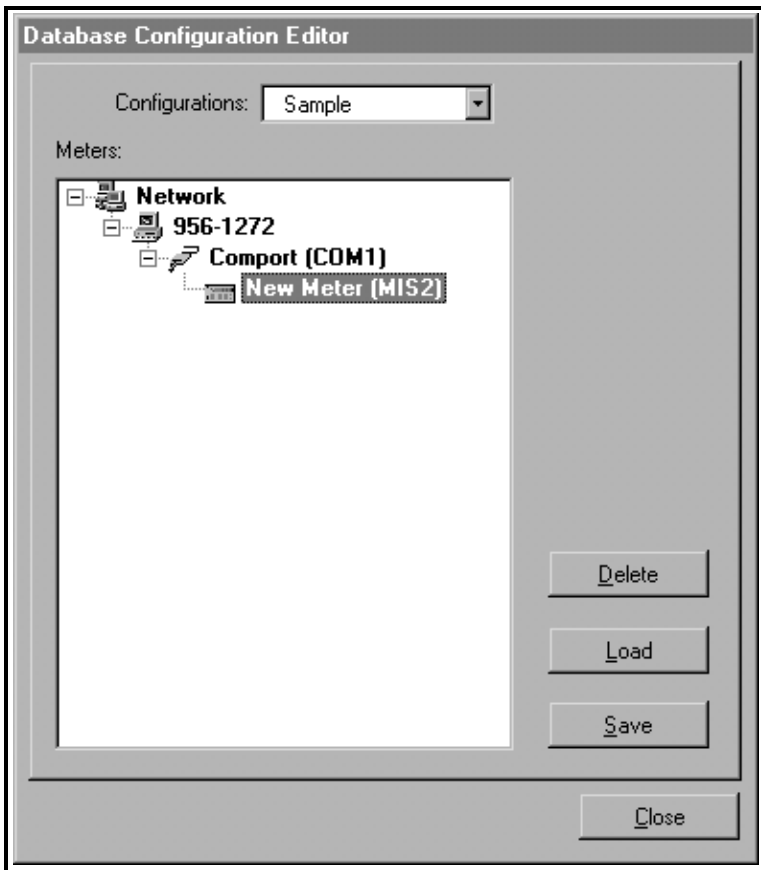 Database Configuration Editor
Configurations: Sample
Meters:
Network
956-1272
Comport (COM1)
New Meter (MIS2)
Delete
Load
Save
Close